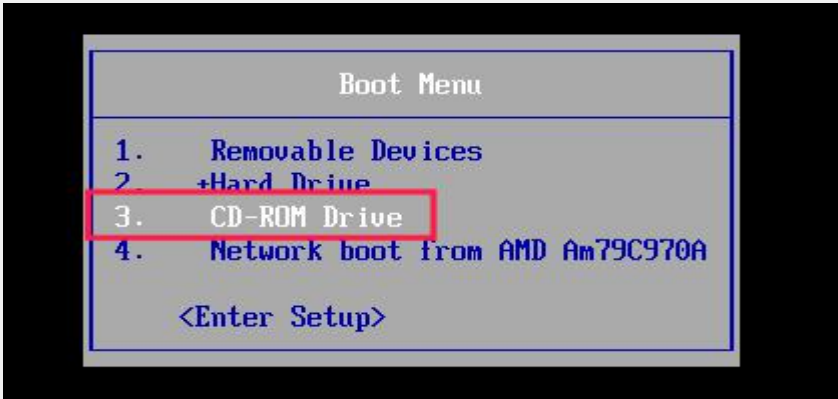 Boot Menu
1. Removable Devices
2. +Hard Drive
3. CD-ROM Drive
4. Network boot from AMD Am79C970A
<Enter Setup>